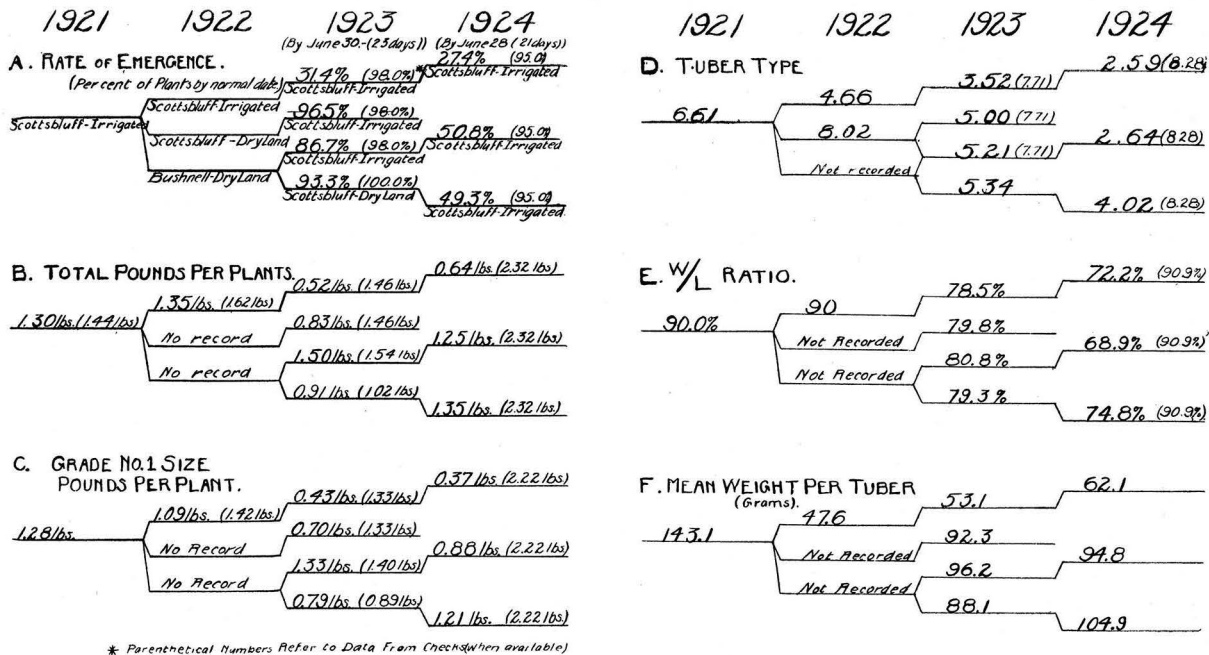 1921 1922 1923 1924
(By June 30.-(25 days)) (By June 28 (21 days))
A. RATE OF EMERGENCE.
(Percent of Plants by normal date)
Scottsbluff-Irrigated
Scottsbluff-Irrigated
Scottsbluff-DryLand
Bushnell-DryLand
31.4% (98.0%)*
Scottsbluff-Irrigated
96.5% (98.0%)
Scottsbluff-Irrigated
86.7% (98.0%)
Scottsbluff-Irrigated
93.3% (100.0%)
Scottsbluff-DryLand
27.4% (95.0)
Scottsbluff-Irrigated
50.8% (95.0)
Scottsbluff-Irrigated
49.3% (95.0)
Scottsbluff-Irrigated.
B. TOTAL POUNDS PER PLANTS.
1.30 lbs. (1.44 lbs)
1.35 lbs. (1.62 lbs)
No record
No record
0.52 lbs. (1.46 lbs)
0.83 lbs. (1.46 lbs)
1.50 lbs. (1.54 lbs)
0.91 lbs. (1.02 lbs)
0.64 lbs. (2.32 lbs)
1.25 lbs. (2.32 lbs)
1.35 lbs. (2.32 lbs.)
C. GRADE NO. 1 SIZE
POUNDS PER PLANT.
1.28 lbs.
1.09 lbs. (1.42 lbs)
No Record
No Record
0.43 lbs. (1.33 lbs)
0.70 lbs. (1.33 lbs)
1.33 lbs. (1.40 lbs)
0.79 lbs. (0.89 lbs)
0.37 lbs. (2.22 lbs)
0.88 lbs (2.22 lbs)
1.21 lbs. (2.22 lbs)
* Parenthetical Numbers Refer to Data From Checks (when available)
1921 1922 1923 1924
D. TUBER TYPE
6.61
4.66
8.02
Not recorded
3.52 (7.71)
5.00 (7.71)
5.21 (7.71)
5.34
2.59 (8.28)
2.64 (8.28)
4.02 (8.28)
E. W/L RATIO.
90.0%
90
Not Recorded
Not Recorded
78.5%
79.8%
80.8%
79.3%
72.2% (90.9%)
68.9% (90.9%)
74.8% (90.9%)
F. MEAN WEIGHT PER TUBER
(Grams).
143.1
47.6
Not Recorded
Not Recorded
53.1
92.3
96.2
88.1
62.1
94.8
104.9